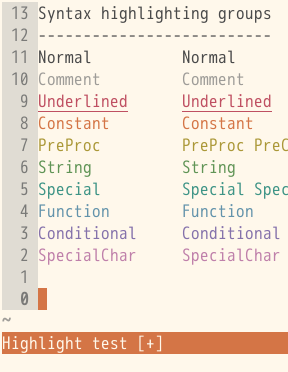 13 Syntax highlighting groups
12 --------------------------
11 Normal          Normal
10 Comment         Comment
9 Underlined      Underlined
8 Constant        Constant
7 PreProc         PreProc PreC
6 String          String
5 Special         Special Spec
4 Function        Function
3 Conditional     Conditional
2 SpecialChar     SpecialChar
1
0
~
Highlight test [+]